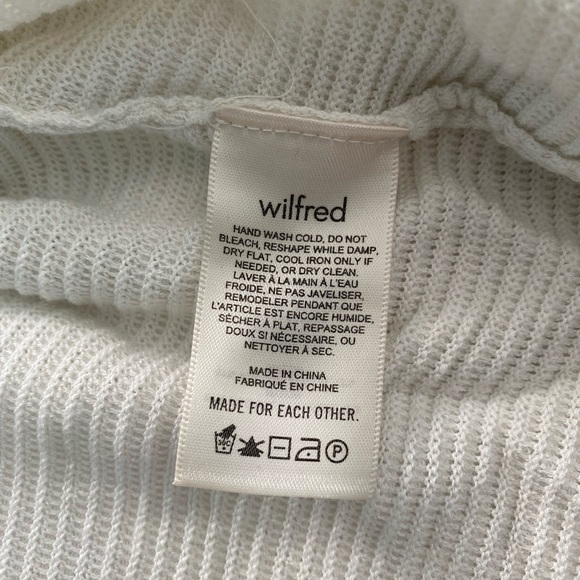 wilfred
HAND WASH COLD, DO NOT
BLEACH, RESHAPE WHILE DAMP,
DRY FLAT, COOL IRON ONLY IF
NEEDED, OR DRY CLEAN.
LAVER À LA MAIN À L'EAU
FROIDE, NE PAS JAVELISER,
REMODELER PENDANT QUE
L'ARTICLE EST ENCORE HUMIDE,
SÉCHER À PLAT, REPASSAGE
DOUX SI NÉCESSAIRE, OU
NETTOYER À SEC.
MADE IN CHINA
FABRIQUÉ EN CHINE
MADE FOR EACH OTHER.
30C P